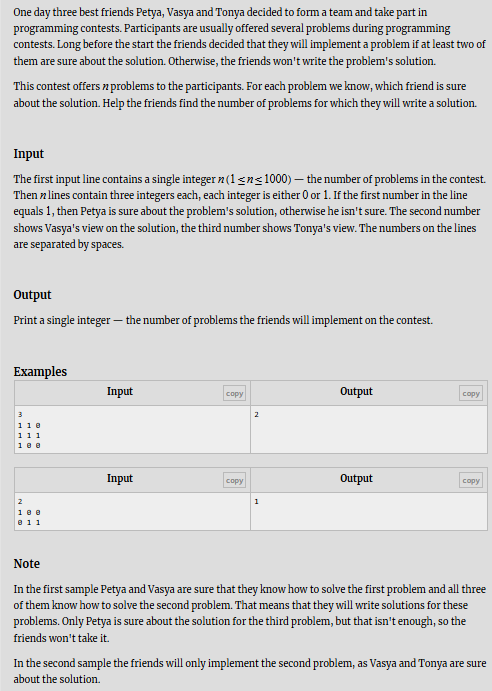 One day three best friends Petya, Vasya and Tonya decided to form a team and take part in
programming contests. Participants are usually offered several problems during programming
contests. Long before the start the friends decided that they will implement a problem if at least two of
them are sure about the solution. Otherwise, the friends won't write the problem's solution.
This contest offers n problems to the participants. For each problem we know, which friend is sure
about the solution. Help the friends find the number of problems for which they will write a solution.
Input
The first input line contains a single integer n (1 ≤ n ≤ 1000) — the number of problems in the contest.
Then n lines contain three integers each, each integer is either 0 or 1. If the first number in the line
equals 1, then Petya is sure about the problem's solution, otherwise he isn't sure. The second number
shows Vasya's view on the solution, the third number shows Tonya's view. The numbers on the lines
are separated by spaces.
Output
Print a single integer — the number of problems the friends will implement on the contest.
Examples
Input copy Output copy
3 2
1 1 0
1 1 1
1 0 0
Input copy Output copy
2 1
1 0 0
0 1 1
Note
In the first sample Petya and Vasya are sure that they know how to solve the first problem and all three
of them know how to solve the second problem. That means that they will write solutions for these
problems. Only Petya is sure about the solution for the third problem, but that isn't enough, so the
friends won't take it.
In the second sample the friends will only implement the second problem, as Vasya and Tonya are sure
about the solution.